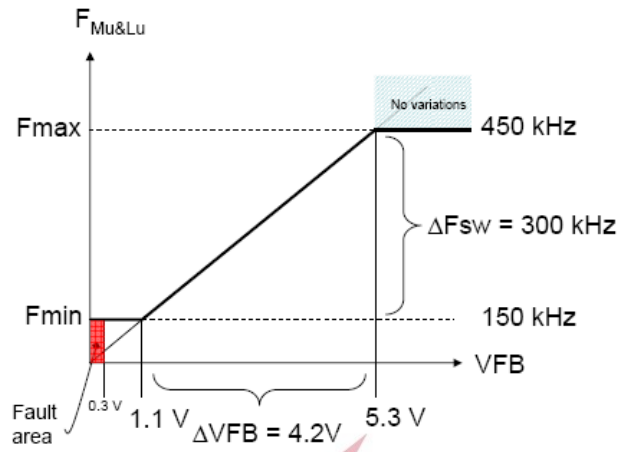 F Mu&Lu
No variations
Fmax
450 kHz
ΔFsw = 300 kHz
Fmin
150 kHz
VFB
0.3 V
1.1 V
5.3 V
ΔVFB = 4.2V
Fault
area